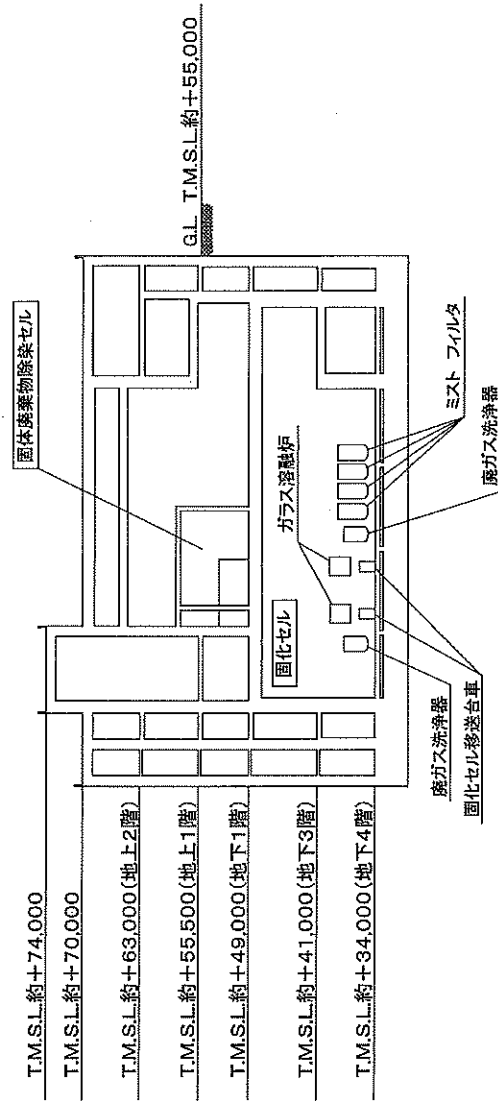 T.M.S.L.約+74,000
T.M.S.L.約+70,000
T.M.S.L.約+63,000(地上2階)
T.M.S.L.約+55,500(地上1階)
T.M.S.L.約+49,000(地下1階)
T.M.S.L.約+41,000(地下3階)
T.M.S.L.約+34,000(地下4階)
固体廃棄物除染セル
G.L. T.M.S.L.約+55,000
固化セル
ガラス溶融炉
ミスト フィルタ
廃ガス洗浄器
廃ガス洗浄器
固化セル移送台車